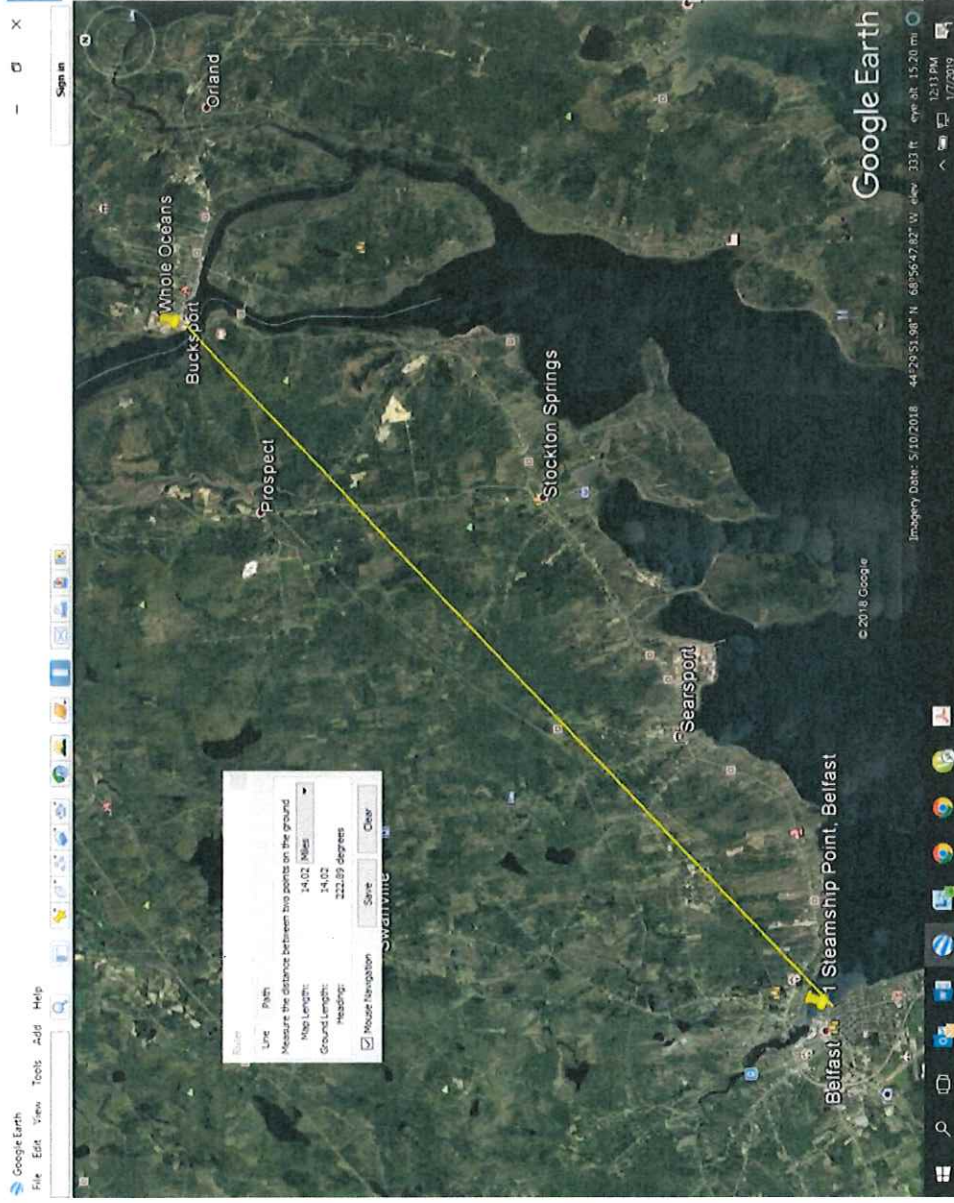 Google Earth
File Edit View Tools Add Help
Sign in
N
Orland
Whole Oceans
Bucksport
Prospect
Stockton Springs
Searsport
Swanville
1 Steamship Point, Belfast
Belfast
Ruler
Line Path
Measure the distance between two points on the ground
Map Length: 14.02 Miles
Ground Length: 14.02
Heading: 222.89 degrees
Mouse Navigation Save Clear
© 2018 Google
Google Earth
Imagery Date: 5/10/2018 44°29'51.98" N 68°56'47.82" W elev 333 ft eye alt 15.20 mi
12:13 PM
1/7/2019